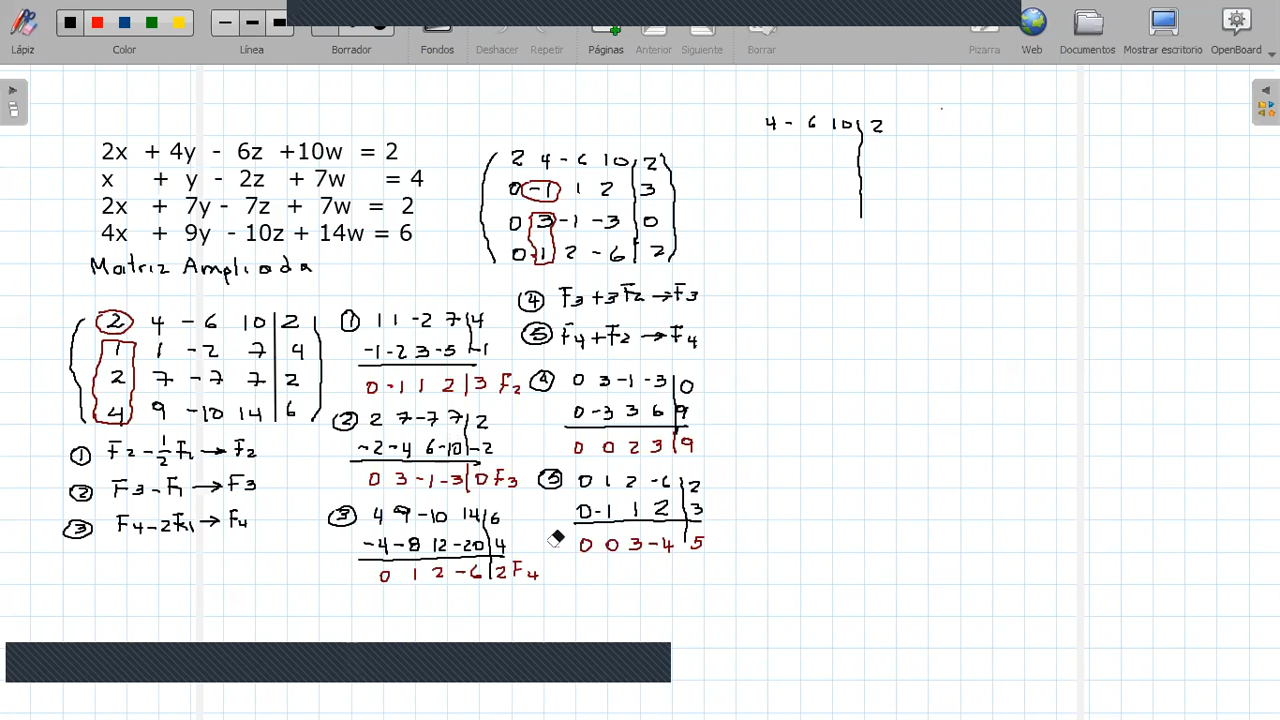 Lápiz Color Línea Borrador Fondos Deshacer Repetir Páginas Anterior Siguiente Borrar Pizarra Web Documentos Mostrar escritorio OpenBoard
2x + 4y - 6z +10w = 2
x + y - 2z + 7w = 4
2x + 7y - 7z + 7w = 2
4x + 9y - 10z + 14w = 6
Matriz Ampliada
2 4 -6 10 | 2
1 1 -2 7 | 4
2 7 -7 7 | 2
4 9 -10 14 | 6
① F2 - 1/2 F1 → F2
② F3 - F1 → F3
③ F4 - 2F1 → F4
① 1 1 -2 7 | 4
-1 -2 3 -5 | -1
0 -1 1 2 | 3 F2
② 2 7 -7 7 | 2
-2 -4 6 -10 | -2
0 3 -1 -3 | 0 F3
③ 4 9 -10 14 | 6
-4 -8 12 -20 | 4
0 1 2 -6 | 2 F4
2 4 -6 10 | 2
0 -1 1 2 | 3
0 3 -1 -3 | 0
0 1 2 -6 | 2
④ F3 + 3F2 → F3
⑤ F4 + F2 → F4
④ 0 3 -1 -3 | 0
0 -3 3 6 | 9
0 0 2 3 | 9
⑤ 0 1 2 -6 | 2
0 -1 1 2 | 3
0 0 3 -4 | 5
4 - 6 10 | 2